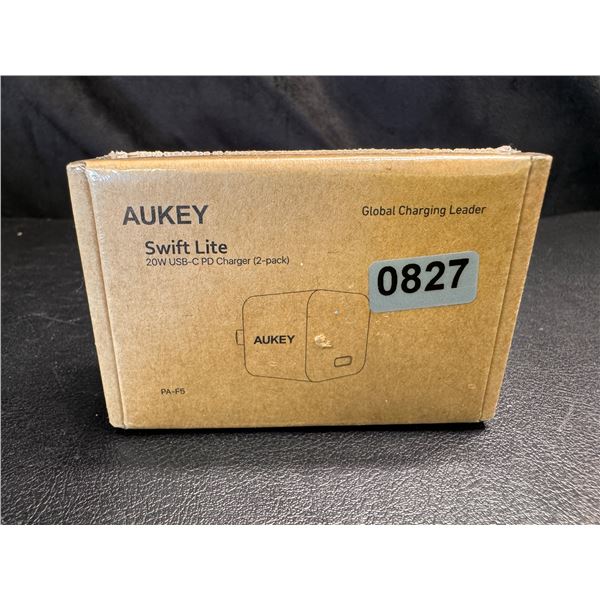 AUKEY
Global Charging Leader
Swift Lite
20W USB-C PD Charger (2-pack)
0827
AUKEY
PA-F5